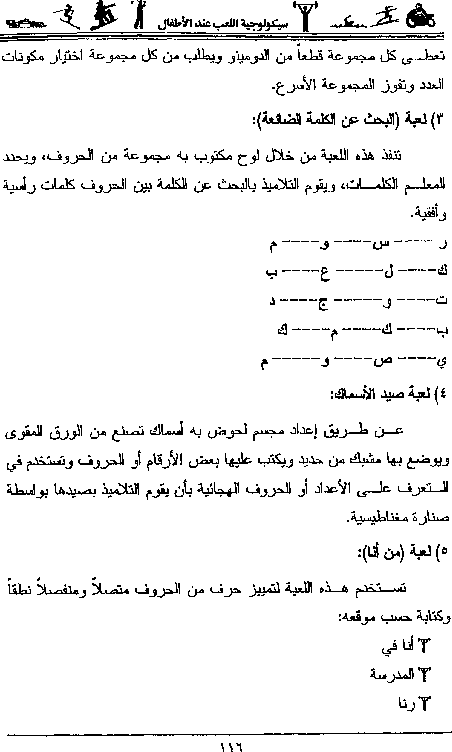 سيكولوجية اللعب عند الأطفال
تعطى كل مجموعة قطعاً من الدومينو ويطلب من كل مجموعة اختيار مكونات
العدد وتفوز المجموعة الأسرع.
٣) لعبة (البحث عن الكلمة الضائعة):
تنفذ هذه اللعبة من خلال لوح مكتوب به مجموعة من الحروف، ويحدد
المعلم الكلمات، ويقوم التلاميذ بالبحث عن الكلمة بين الحروف كلمات رأسية
وأفقية.
ر-----س----و----م
ك----ل-----ع----ب
ت----و-----ج----د
ب----ك----م----ك
ي----ص----و-----م
٤) لعبة صيد الأسماك:
عن طريق إعداد مجسم لحوض به أسماك تصنع من الورق المقوى
ويوضع بها مشبك من حديد ويكتب عليها بعض الأرقام أو الحروف وتستخدم في
التعرف على الأعداد أو الحروف الهجائية بأن يقوم التلاميذ بصيدها بواسطة
صنارة مغناطيسية.
٥) لعبة (من أنا):
تستخدم هذه اللعبة لتمييز حرف من الحروف متصلاً ومنفصلاً نطقاً
وكتابة حسب موقعه:
أنا في
المدرسة
رنا
١١٦